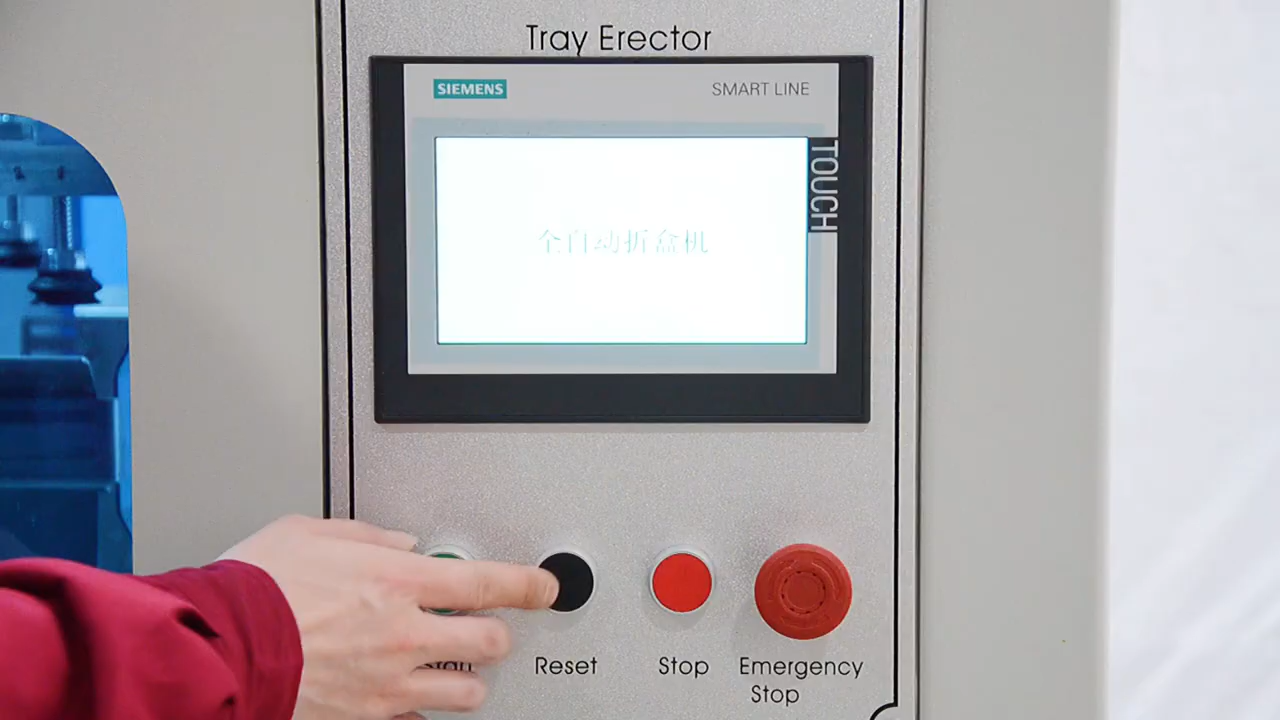 Tray Erector
SIEMENS
SMART LINE
TOUCH
全自动折盒机
Reset
Stop
Emergency
Stop